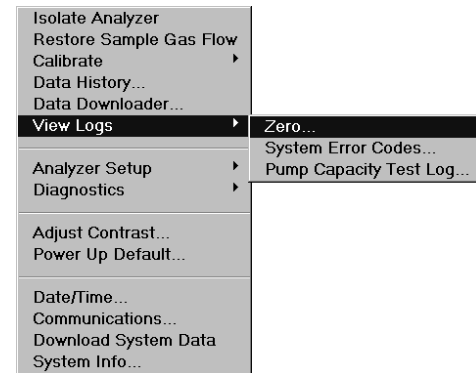 Isolate Analyzer
Restore Sample Gas Flow
Calibrate
Data History...
Data Downloader...
View Logs
Zero...
System Error Codes...
Pump Capacity Test Log...
Analyzer Setup
Diagnostics
Adjust Contrast...
Power Up Default...
Date/Time...
Communications...
Download System Data
System Info...